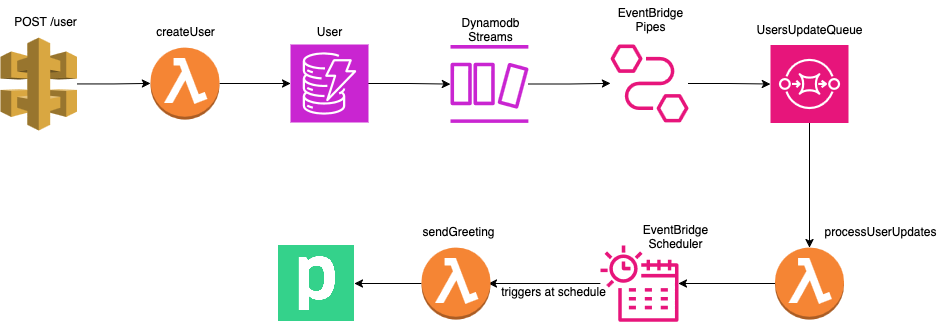 POST /user
createUser
User
Dynamodb
Streams
EventBridge
Pipes
UsersUpdateQueue
sendGreeting
EventBridge
Scheduler
processUserUpdates
triggers at schedule
p